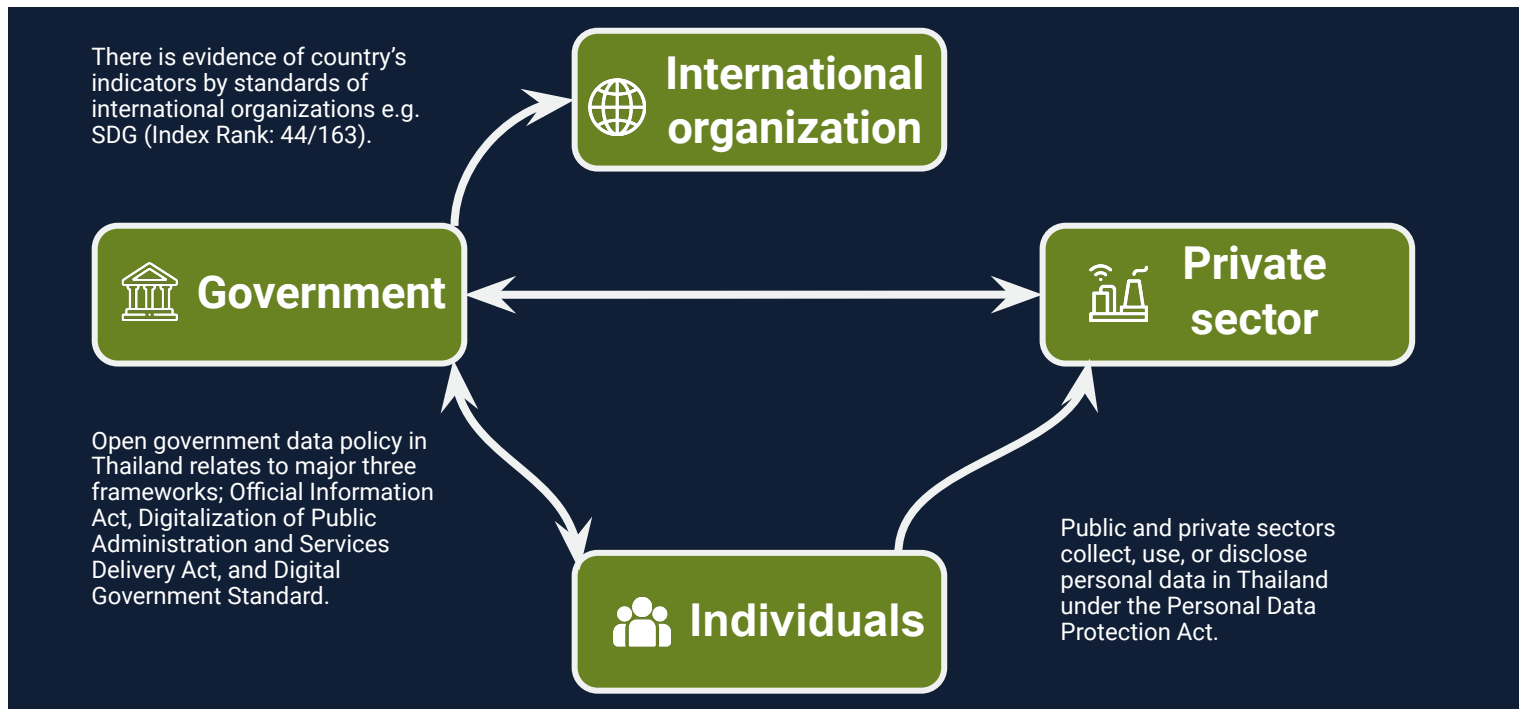 There is evidence of country's
indicators by standards of
international organizations e.g.
SDG (Index Rank: 44/163).
International
organization
Government
Private
sector
Open government data policy in
Thailand relates to major three
frameworks; Official Information
Act, Digitalization of Public
Administration and Services
Delivery Act, and Digital
Government Standard.
Individuals
Public and private sectors
collect, use, or disclose
personal data in Thailand
under the Personal Data
Protection Act.